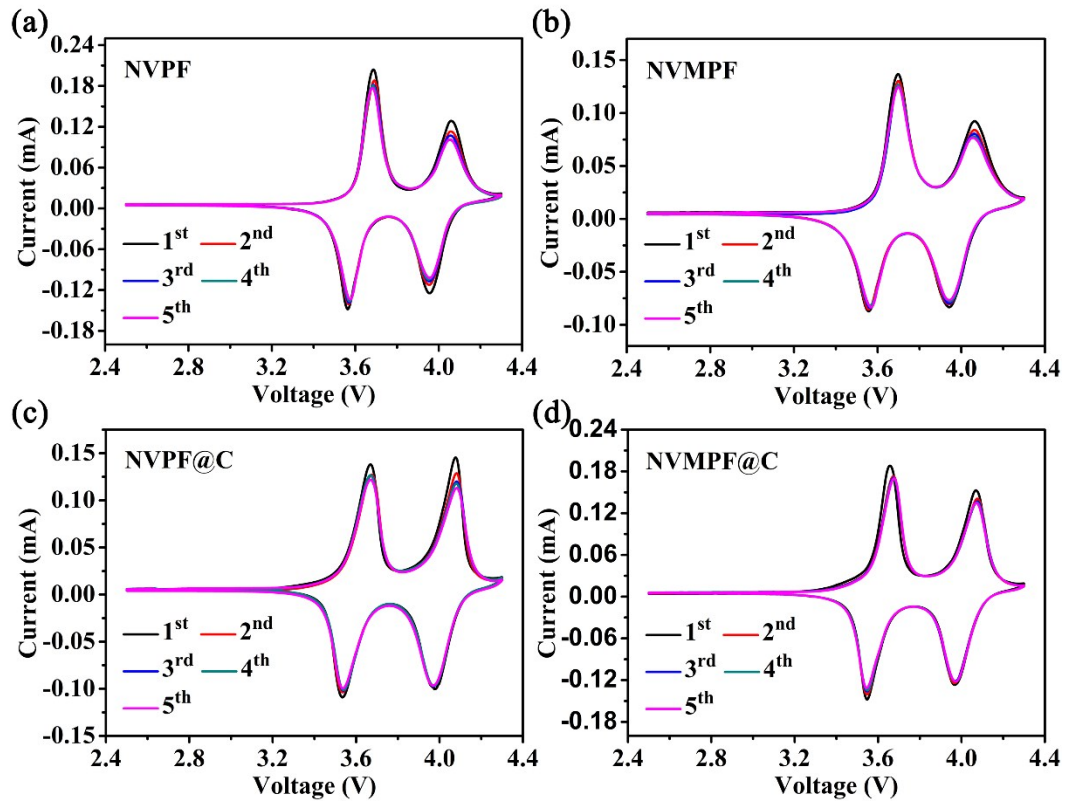 (a)
NVPF
Current (mA)
0.24
0.18
0.12
0.06
0.00
-0.06
-0.12
-0.18
1st 2nd
3rd 4th
5th
2.4 2.8 3.2 3.6 4.0 4.4
Voltage (V)
(b)
NVMPF
Current (mA)
0.15
0.10
0.05
0.00
-0.05
-0.10
1st 2nd
3rd 4th
5th
2.4 2.8 3.2 3.6 4.0 4.4
Voltage (V)
(c)
NVPF@C
Current (mA)
0.15
0.10
0.05
0.00
-0.05
-0.10
-0.15
1st 2nd
3rd 4th
5th
2.4 2.8 3.2 3.6 4.0 4.4
Voltage (V)
(d)
NVMPF@C
Current (mA)
0.24
0.18
0.12
0.06
0.00
-0.06
-0.12
-0.18
1st 2nd
3rd 4th
5th
2.4 2.8 3.2 3.6 4.0 4.4
Voltage (V)